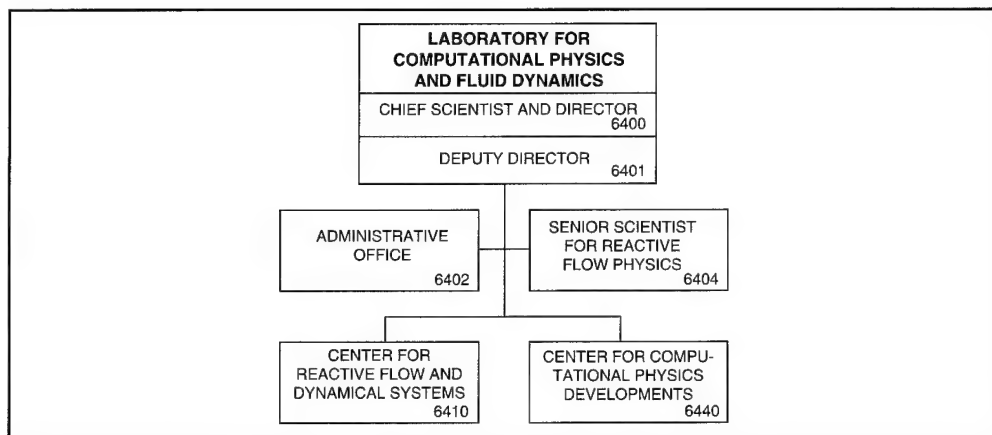 LABORATORY FOR
COMPUTATIONAL PHYSICS
AND FLUID DYNAMICS
CHIEF SCIENTIST AND DIRECTOR
6400
DEPUTY DIRECTOR
6401
ADMINISTRATIVE
OFFICE
6402
SENIOR SCIENTIST
FOR REACTIVE
FLOW PHYSICS
6404
CENTER FOR
REACTIVE FLOW AND
DYNAMICAL SYSTEMS
6410
CENTER FOR COMPU-
TATIONAL PHYSICS
DEVELOPMENTS
6440